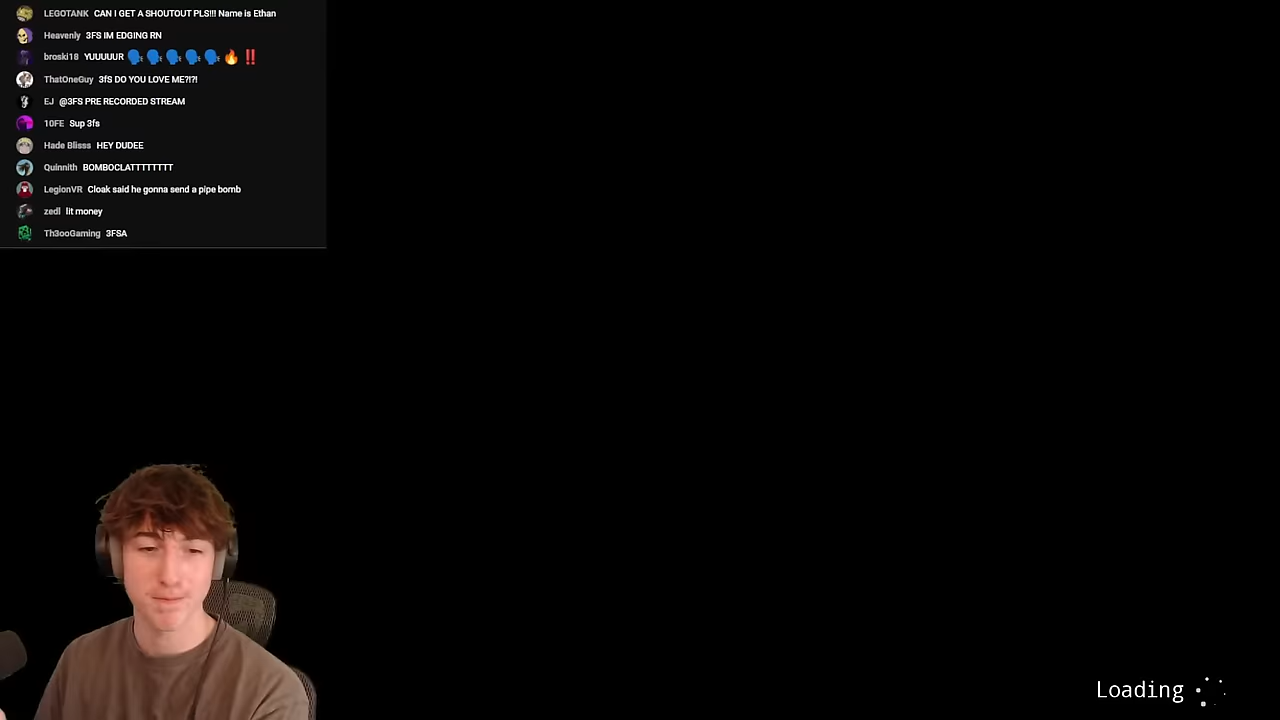 LEGOTANK CAN I GET A SHOUTOUT PLS!!! Name is Ethan
Heavenly 3FS IM EDGING RN
broski18 YUUUUUR 🗣️🗣️🗣️🗣️🗣️🔥‼️
ThatOneGuy 3fS DO YOU LOVE ME?!?!
EJ @3FS PRE RECORDED STREAM
10FE Sup 3fs
Hade Blisss HEY DUDEE
Quinnith BOMBOCLATTTTTTTT
LegionVR Cloak said he gonna send a pipe bomb
zedl lit money
Th3ooGaming 3FSA
Loading